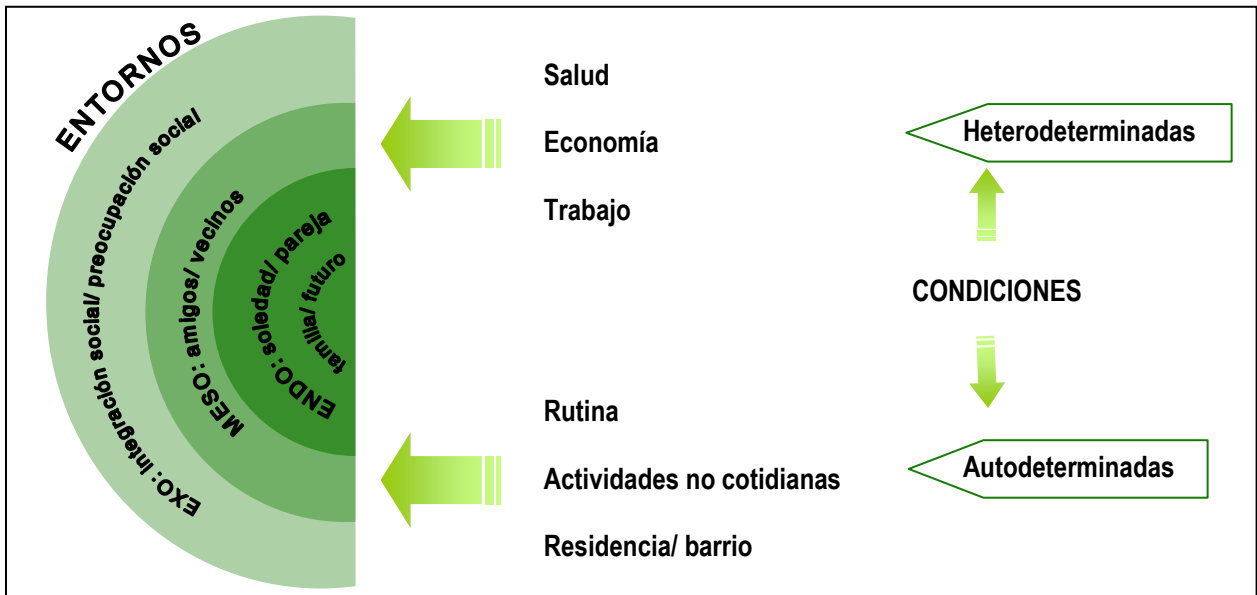 ENTORNOS
EXO: Integración social/ preocupación social/
MESO: amigos/ vecinos
ENDO: soledad/ pareja
familia/ futuro
Salud
Economía
Trabajo
Heterodeterminadas
CONDICIONES
Rutina
Actividades no cotidianas
Residencia/ barrio
Autodeterminadas